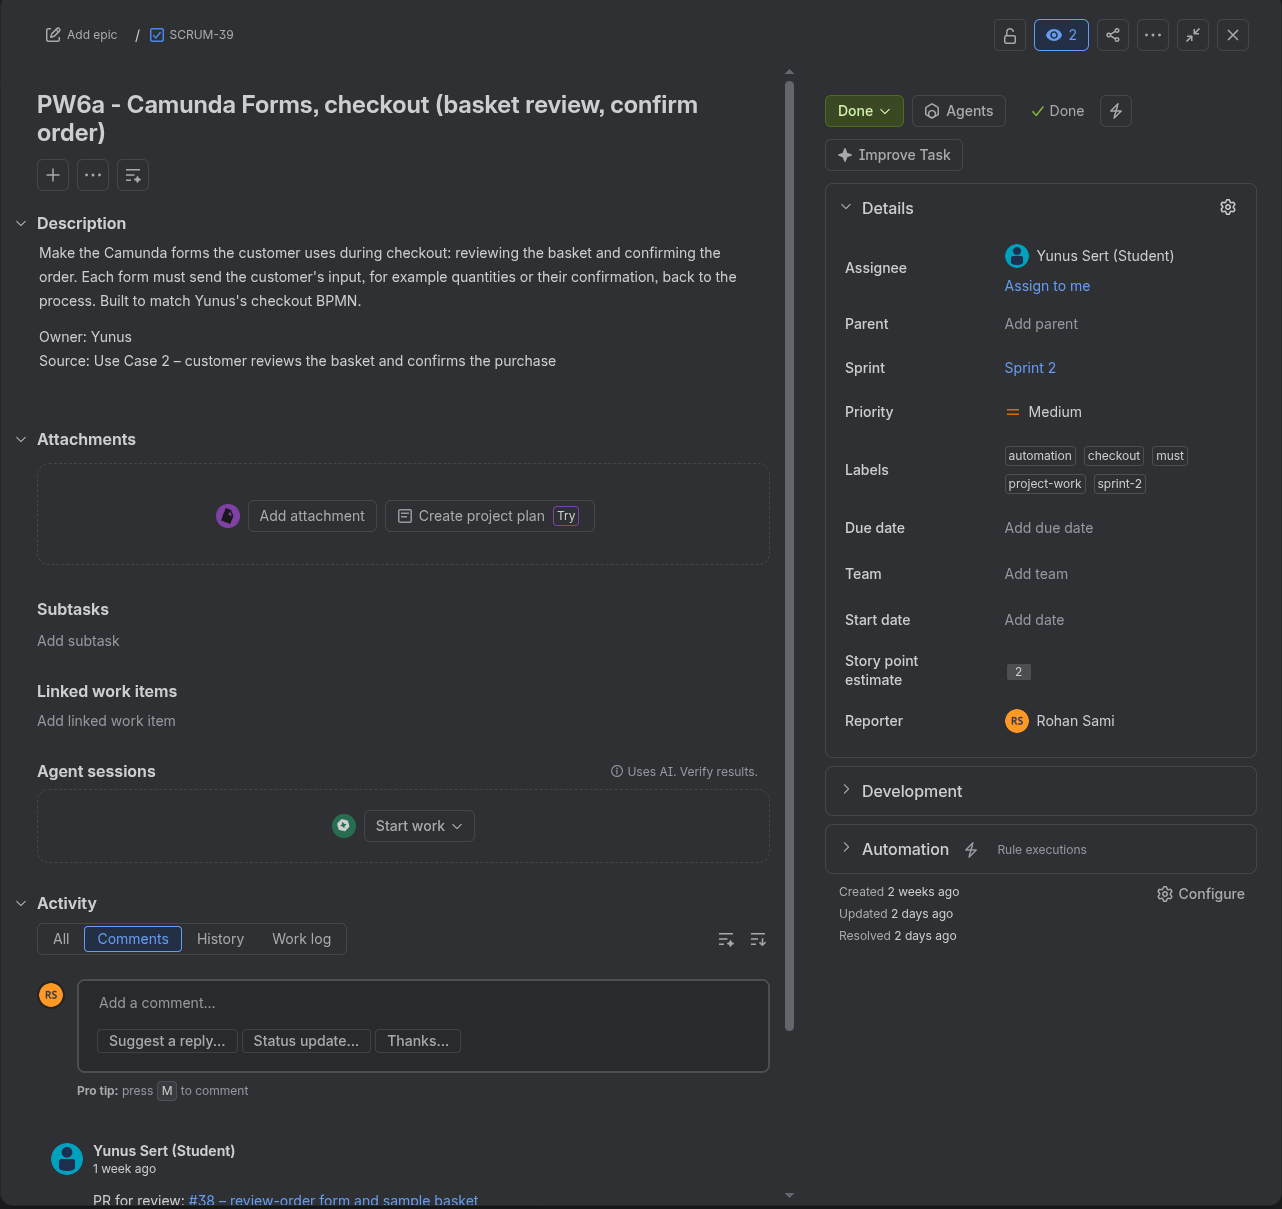 Add epic / SCRUM-39
2
PW6a - Camunda Forms, checkout (basket review, confirm
order)
Description
Make the Camunda forms the customer uses during checkout: reviewing the basket and confirming the
order. Each form must send the customer's input, for example quantities or their confirmation, back to the
process. Built to match Yunus's checkout BPMN.
Owner: Yunus
Source: Use Case 2 – customer reviews the basket and confirms the purchase
Attachments
Add attachment
Create project plan Try
Subtasks
Add subtask
Linked work items
Add linked work item
Agent sessions
Uses AI. Verify results.
Start work
Activity
All Comments History Work log
RS
Add a comment...
Suggest a reply... Status update... Thanks...
Pro tip: press M to comment
Yunus Sert (Student)
1 week ago
PR for review: #38 – review-order form and sample basket
Done Agents Done
Improve Task
Details
Assignee Yunus Sert (Student)
Assign to me
Parent Add parent
Sprint Sprint 2
Priority Medium
Labels automation checkout must
project-work sprint-2
Due date Add due date
Team Add team
Start date Add date
Story point
estimate 2
Reporter RS Rohan Sami
Development
Automation Rule executions
Created 2 weeks ago
Configure
Updated 2 days ago
Resolved 2 days ago